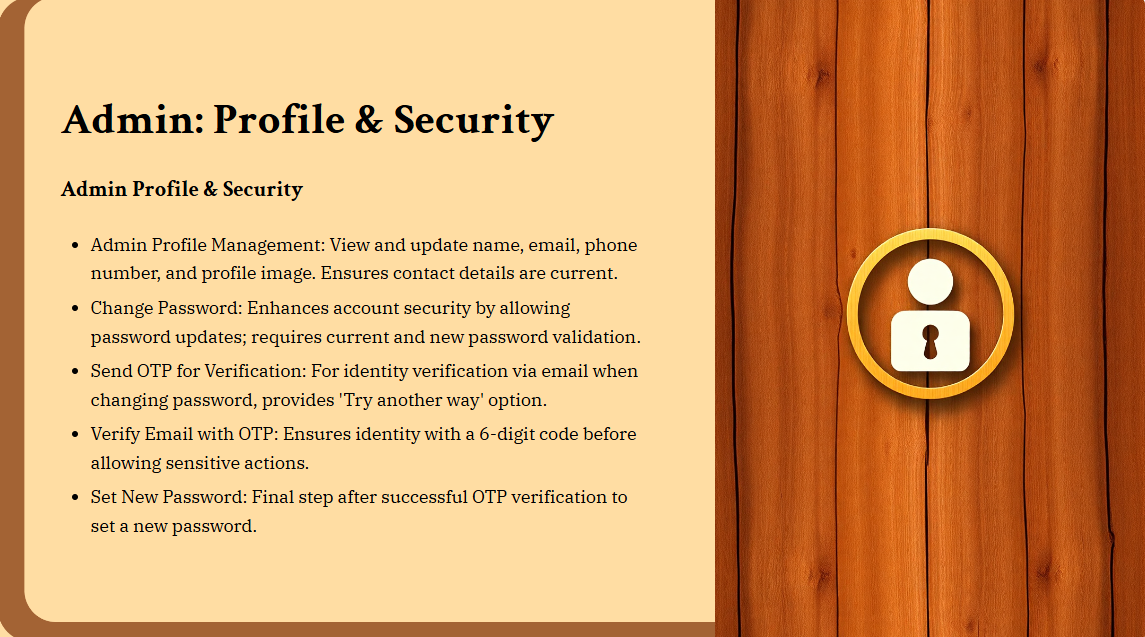 Admin: Profile & Security
Admin Profile & Security
• Admin Profile Management: View and update name, email, phone
number, and profile image. Ensures contact details are current.
• Change Password: Enhances account security by allowing
password updates; requires current and new password validation.
• Send OTP for Verification: For identity verification via email when
changing password, provides 'Try another way' option.
• Verify Email with OTP: Ensures identity with a 6-digit code before
allowing sensitive actions.
• Set New Password: Final step after successful OTP verification to
set a new password.